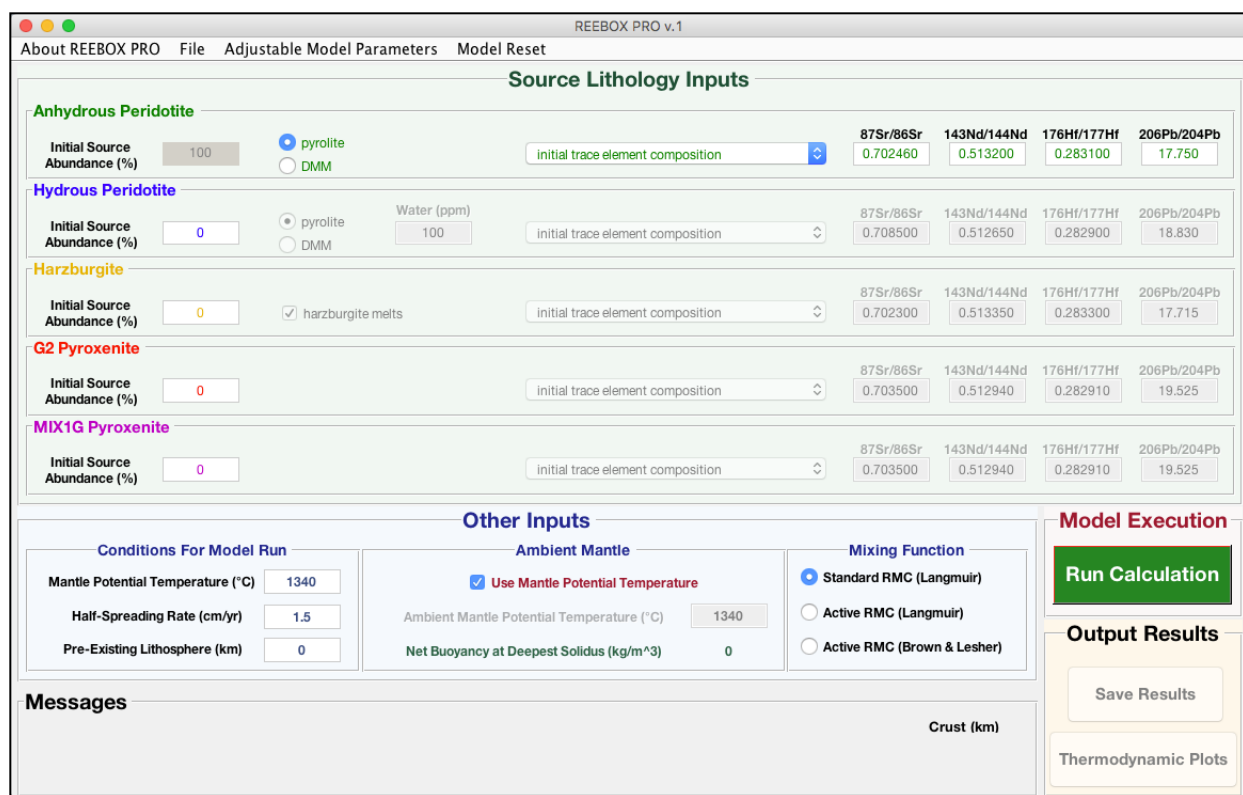 REEBOX PRO v.1
About REEBOX PRO File Adjustable Model Parameters Model Reset
Source Lithology Inputs
Anhydrous Peridotite
Initial Source
Abundance (%)
100
pyrolite
DMM
initial trace element composition
87Sr/86Sr 143Nd/144Nd 176Hf/177Hf 206Pb/204Pb
0.702460 0.513200 0.283100 17.750
Hydrous Peridotite
Initial Source
Abundance (%)
0
pyrolite
DMM
Water (ppm)
100
initial trace element composition
87Sr/86Sr 143Nd/144Nd 176Hf/177Hf 206Pb/204Pb
0.708500 0.512650 0.282900 18.830
Harzburgite
Initial Source
Abundance (%)
0
harzburgite melts
initial trace element composition
87Sr/86Sr 143Nd/144Nd 176Hf/177Hf 206Pb/204Pb
0.702300 0.513350 0.283300 17.715
G2 Pyroxenite
Initial Source
Abundance (%)
0
initial trace element composition
87Sr/86Sr 143Nd/144Nd 176Hf/177Hf 206Pb/204Pb
0.703500 0.512940 0.282910 19.525
MIX1G Pyroxenite
Initial Source
Abundance (%)
0
initial trace element composition
87Sr/86Sr 143Nd/144Nd 176Hf/177Hf 206Pb/204Pb
0.703500 0.512940 0.282910 19.525
Other Inputs
Conditions For Model Run
Mantle Potential Temperature (°C) 1340
Half-Spreading Rate (cm/yr) 1.5
Pre-Existing Lithosphere (km) 0
Ambient Mantle
Use Mantle Potential Temperature
Ambient Mantle Potential Temperature (°C) 1340
Net Buoyancy at Deepest Solidus (kg/m^3) 0
Mixing Function
Standard RMC (Langmuir)
Active RMC (Langmuir)
Active RMC (Brown & Lesher)
Model Execution
Run Calculation
Output Results
Save Results
Thermodynamic Plots
Messages
Crust (km)